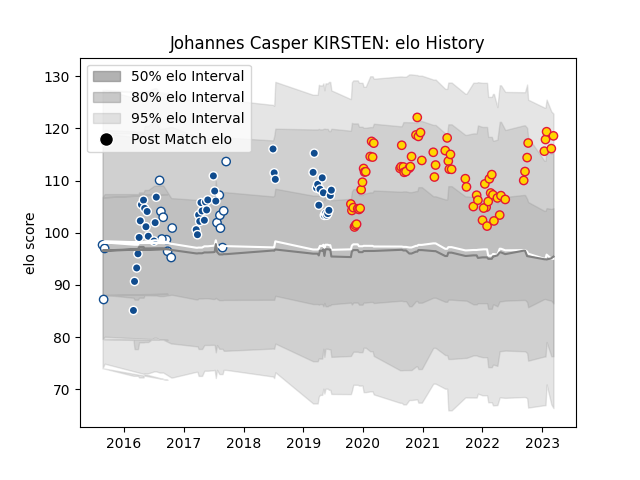 Johannes Casper KIRSTEN: elo History
50% elo Interval
80% elo Interval
95% elo Interval
Post Match elo
elo score
130
120
110
100
90
80
70
2016 2017 2018 2019 2020 2021 2022 2023